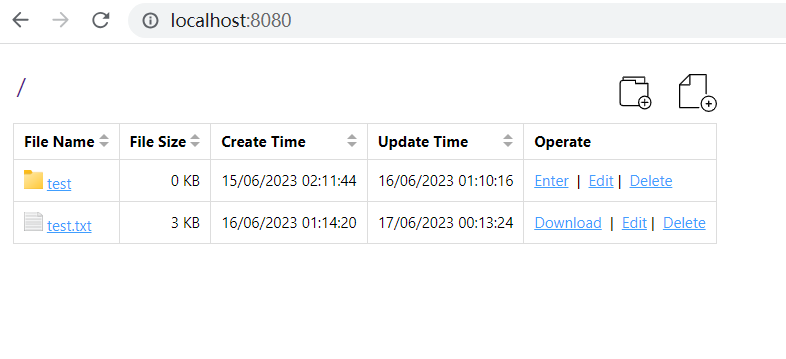 localhost:8080
/
File Name File Size Create Time Update Time Operate
test 0 KB 15/06/2023 02:11:44 16/06/2023 01:10:16 Enter | Edit | Delete
test.txt 3 KB 16/06/2023 01:14:20 17/06/2023 00:13:24 Download | Edit | Delete